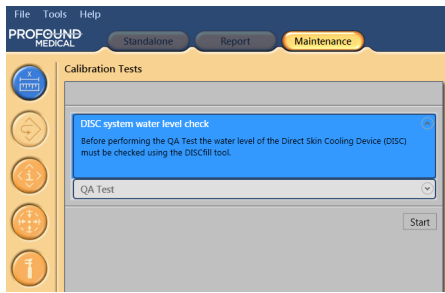 File Tools Help
PROFOUND
MEDICAL
Standalone Report Maintenance
Calibration Tests
X
DISC system water level check
Before performing the QA Test the water level of the Direct Skin Cooling Device (DISC)
must be checked using the DISCfill tool.
QA Test
Start